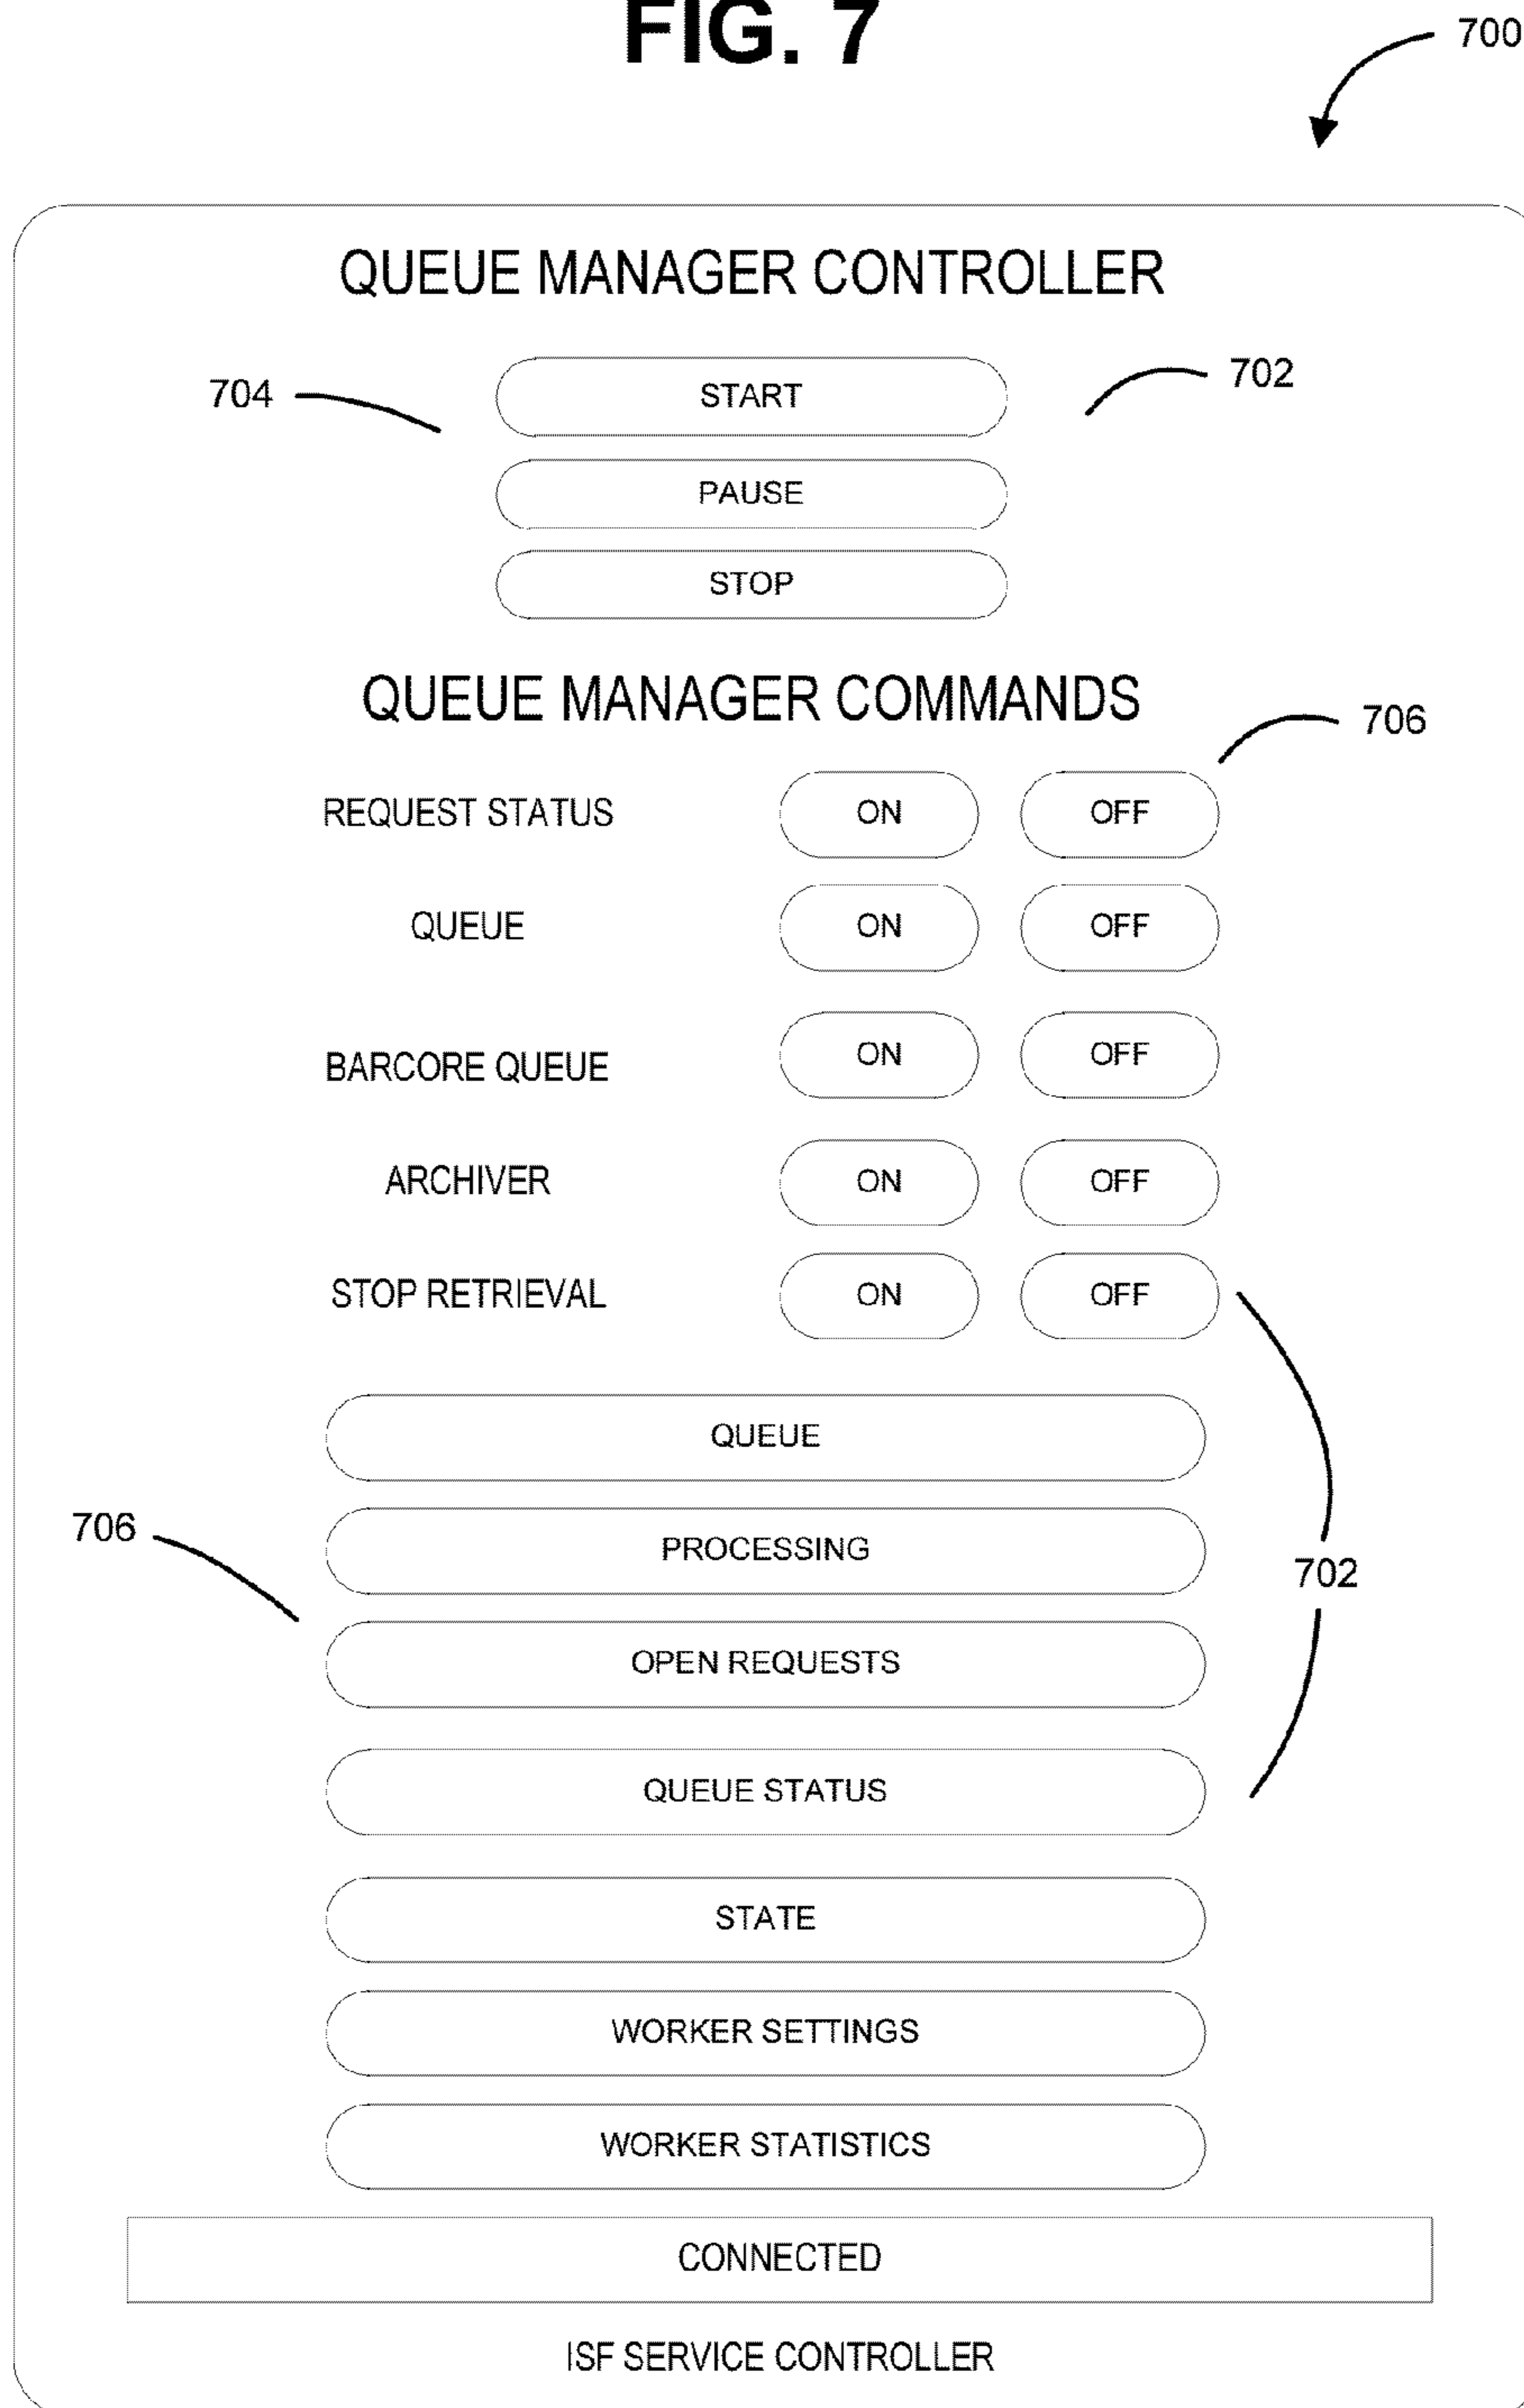 FIG. 7
700
QUEUE MANAGER CONTROLLER
704
START
702
PAUSE
STOP
QUEUE MANAGER COMMANDS
706
REQUEST STATUS ON OFF
QUEUE ON OFF
BARCORE QUEUE ON OFF
ARCHIVER ON OFF
STOP RETRIEVAL ON OFF
QUEUE
706
PROCESSING
702
OPEN REQUESTS
QUEUE STATUS
STATE
WORKER SETTINGS
WORKER STATISTICS
CONNECTED
ISF SERVICE CONTROLLER